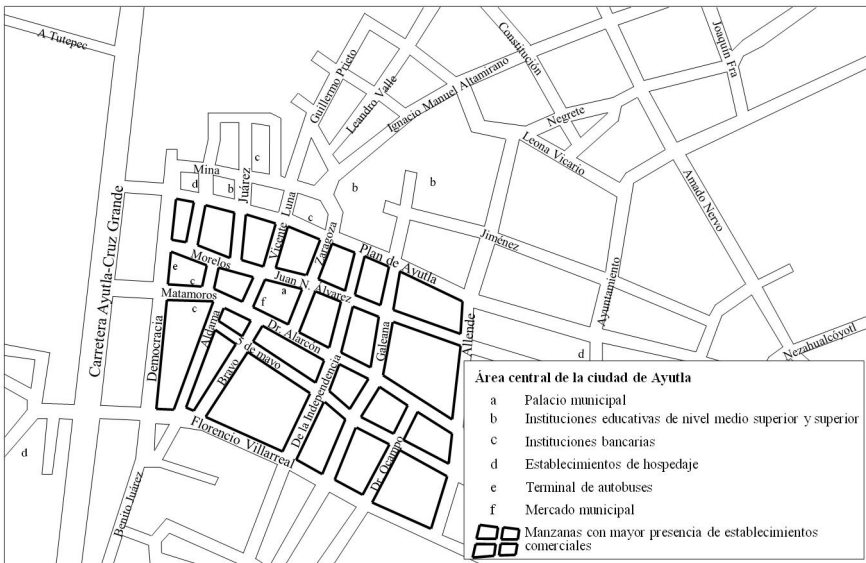 A Tutepec
Carretera Ayutla-Cruz Grande
Guillermo Prieto
Leandro Valle
Ignacio Manuel Altamirano
Constitución
Joaquín Fra
Negrete
Leona Vicario
Amado Nervo
Mina
Juárez
Vicente Luna
Zaragoza
Plan de Ayutla
Jiménez
Ayuntamiento
Nezahualcóyotl
Morelos
Juan N. Alvarez
Matamoros
Democracia
Aldana
Bravo
5 de mayo
Dr. Alarcón
De la Independencia
Galeana
Allende
Dr. Ocampo
Florencio Villarreal
Benito Juárez
c
d
b
c
b
b
e
c
c
a
f
d
d
Área central de la ciudad de Ayutla
a Palacio municipal
b Instituciones educativas de nivel medio superior y superior
c Instituciones bancarias
d Establecimientos de hospedaje
e Terminal de autobuses
f Mercado municipal
Manzanas con mayor presencia de establecimientos
comerciales